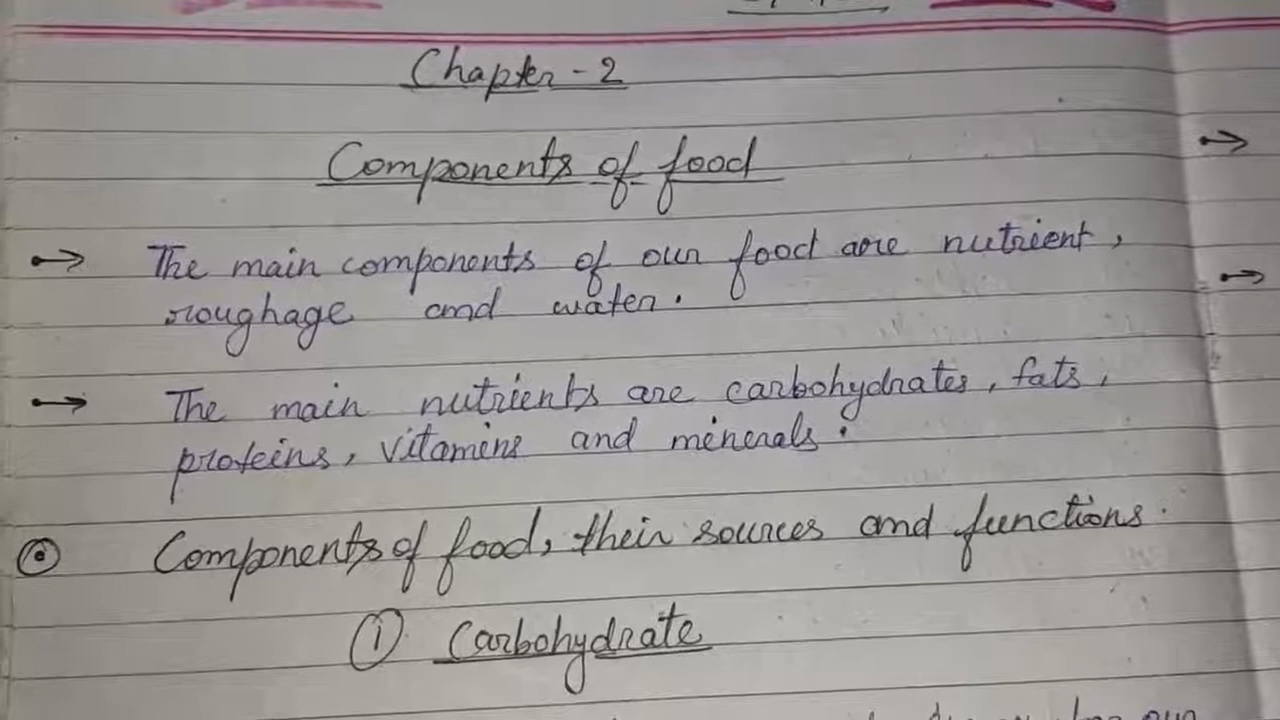 Chapter - 2
Components of food
→ The main components of our food are nutrient,
roughage and water.
→ The main nutrients are carbohydrates, fats,
proteins, vitamins and minerals.
Components of food, their sources and functions.
① Carbohydrate